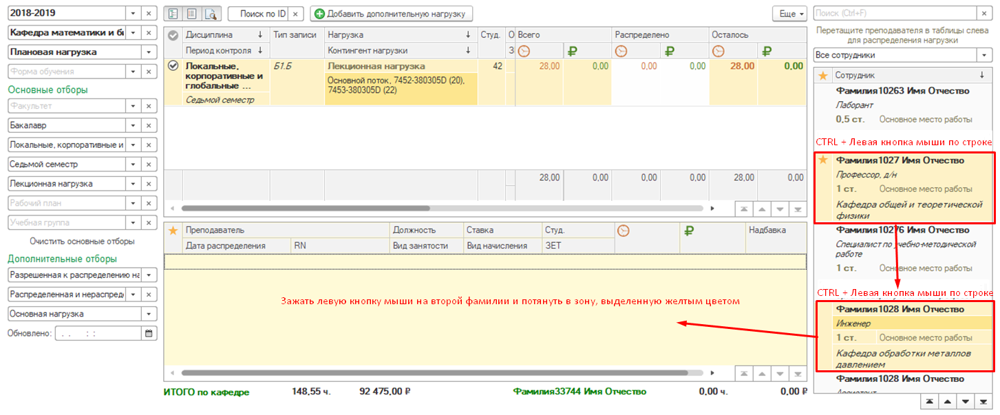 2018-2019
Кафедра математики и би
Плановая нагрузка
Форма обучения
Основные отборы
Факультет
Бакалавр
Локальные, корпоративные и
Седьмой семестр
Лекционная нагрузка
Рабочий план
Учебная группа
Очистить основные отборы
Дополнительные отборы
Разрешенная к распределению на
Распределенная и нераспред
Основная нагрузка
Обновлено: . . : :
Поиск по ID
Добавить дополнительную нагрузку
Еще
Дисциплина Тип записи Нагрузка Студ. О Всего Распределено Осталось
Период контроля Контингент нагрузки З ₽ ₽ ₽
Локальные, корпоративные и глобальные ... Б1.Б Лекционная нагрузка 42 28,00 0,00 0,00 0,00 28,00 0,00
Основной поток, 7452-380305D (20),
7453-380305D (22)
Седьмой семестр
28,00 0,00 0,00 0,00 28,00 0,00
Преподаватель Должность Ставка Студ. ₽ Надбавка
Дата распределения RN Вид занятости Вид начисления ЗЕТ
Зажать левую кнопку мыши на второй фамилии и потянуть в зону, выделенную желтым цветом
ИТОГО по кафедре 148,55 ч. 92 475,00 ₽ Фамилия33744 Имя Отчество 0,00 ч. 0,00 ₽
Поиск (Ctrl+F)
Перетащите преподавателя в таблицы слева
для распределения нагрузки
Все сотрудники
Сотрудник
Фамилия10263 Имя Отчество
Лаборант
0,5 ст. Основное место работы
CTRL + Левая кнопка мыши по строке
Фамилия1027 Имя Отчество
Профессор, д/н
1 ст. Основное место работы
Кафедра общей и теоретической
физики
Фамилия10276 Имя Отчество
Специалист по учебно-методической
работе
1 ст. Основное место работы
CTRL + Левая кнопка мыши по строке
Фамилия1028 Имя Отчество
Инженер
1 ст. Основное место работы
Кафедра обработки металлов
давлением
Фамилия1028 Имя Отчество
Ассистент